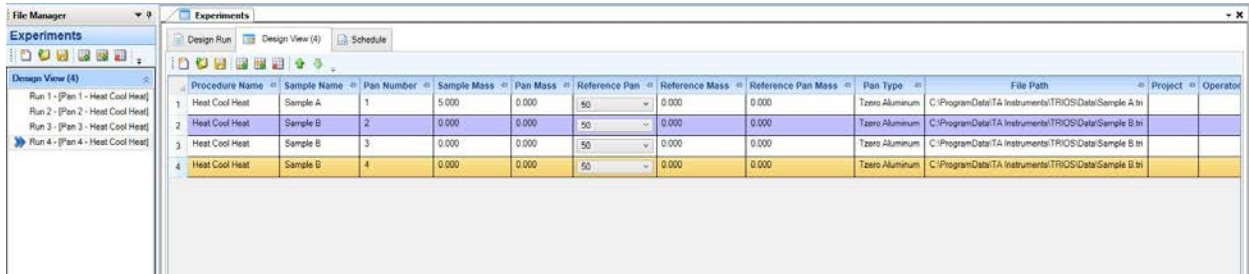 File Manager
Experiments
Experiments
Design Run Design View (4) Schedule
Design View (4)
Run 1 - [Pan 1 - Heat Cool Heat]
Run 2 - [Pan 2 - Heat Cool Heat]
Run 3 - [Pan 3 - Heat Cool Heat]
Run 4 - [Pan 4 - Heat Cool Heat]
Procedure Name Sample Name Pan Number Sample Mass Pan Mass Reference Pan Reference Mass Reference Pan Mass Pan Type File Path Project Operator
1 Heat Cool Heat Sample A 1 5.000 0.000 50 0.000 0.000 Tzero Aluminum C:\ProgramData\TA Instruments\TRIOS\Data\Sample A.tri
2 Heat Cool Heat Sample B 2 0.000 0.000 50 0.000 0.000 Tzero Aluminum C:\ProgramData\TA Instruments\TRIOS\Data\Sample B.tri
3 Heat Cool Heat Sample B 3 0.000 0.000 50 0.000 0.000 Tzero Aluminum C:\ProgramData\TA Instruments\TRIOS\Data\Sample B.tri
4 Heat Cool Heat Sample B 4 0.000 0.000 50 0.000 0.000 Tzero Aluminum C:\ProgramData\TA Instruments\TRIOS\Data\Sample B.tri